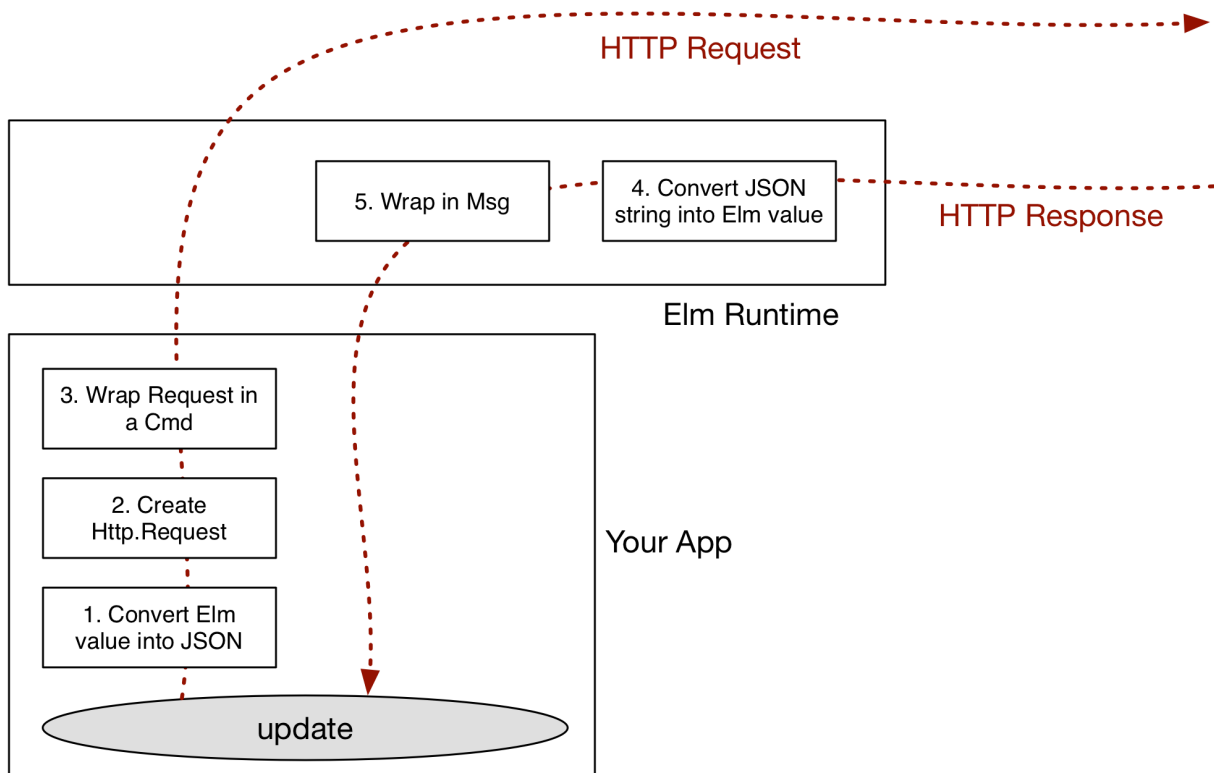 HTTP Request
5. Wrap in Msg
4. Convert JSON
string into Elm value
HTTP Response
Elm Runtime
3. Wrap Request in
a Cmd
2. Create
Http.Request
Your App
1. Convert Elm
value into JSON
update